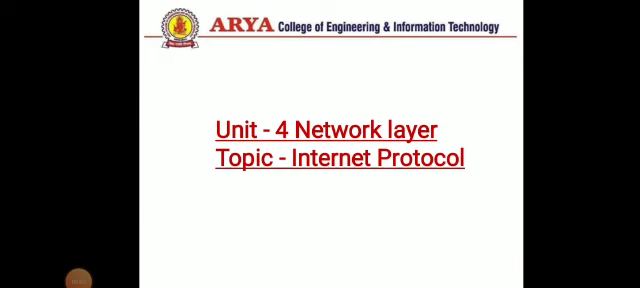 ARYA College of Engineering & Information Technology
Unit - 4 Network layer
Topic - Internet Protocol